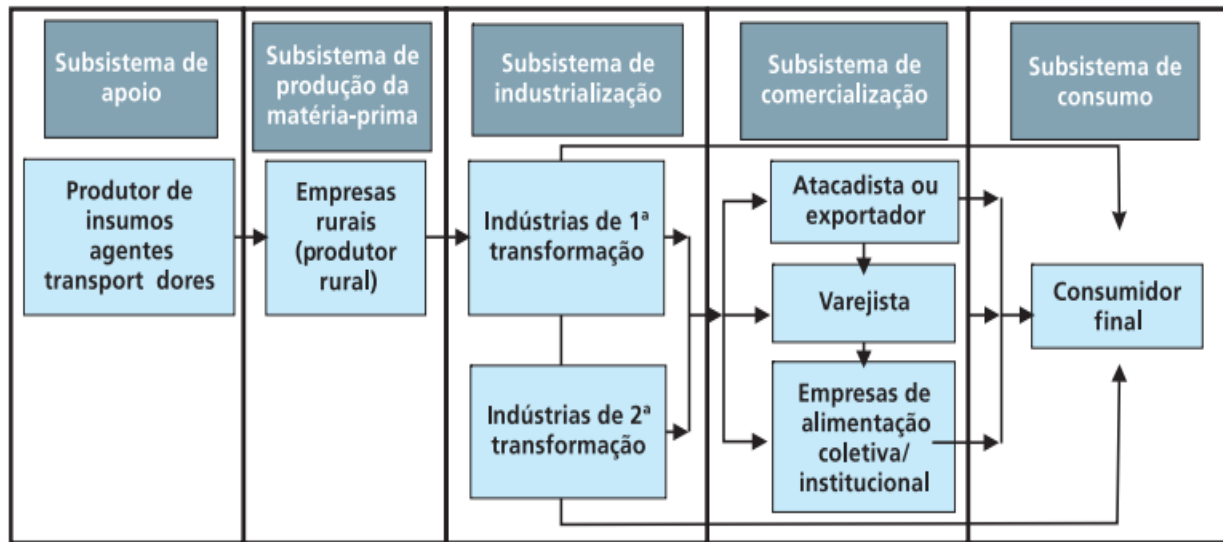 Subsistema de
apoio
Subsistema de
produção da
matéria-prima
Subsistema de
industrialização
Subsistema de
comercialização
Subsistema de
consumo
Produtor de
insumos
agentes
transport dores
Empresas
rurais
(produtor
rural)
Indústrias de 1ª
transformação
Indústrias de 2ª
transformação
Atacadista ou
exportador
Varejista
Empresas de
alimentação
coletiva/
institucional
Consumidor
final